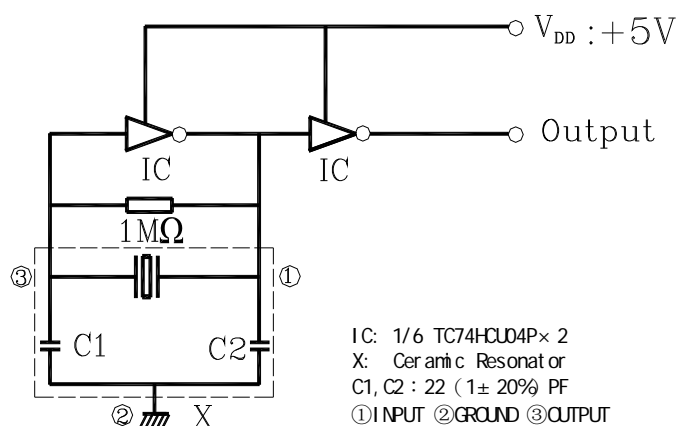 V_DD :+5V
Output
IC
IC
1MΩ
③
①
C1
C2
②
X
IC: 1/6 TC74HCU04P×2
X: Ceramic Resonator
C1,C2：22（1±20%）PF
①INPUT ②GROUND ③OUTPUT